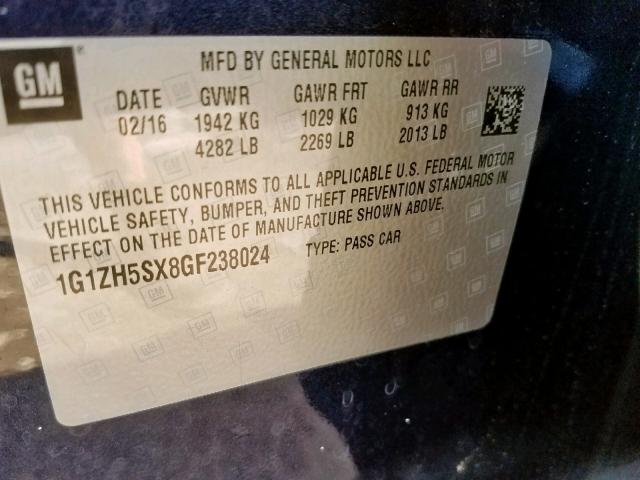 GM
MFD BY GENERAL MOTORS LLC
DATE GVWR GAWR FRT GAWR RR
02/16 1942 KG 1029 KG 913 KG
4282 LB 2269 LB 2013 LB
THIS VEHICLE CONFORMS TO ALL APPLICABLE U.S. FEDERAL MOTOR
VEHICLE SAFETY, BUMPER, AND THEFT PREVENTION STANDARDS IN
EFFECT ON THE DATE OF MANUFACTURE SHOWN ABOVE.
1G1ZH5SX8GF238024 TYPE: PASS CAR